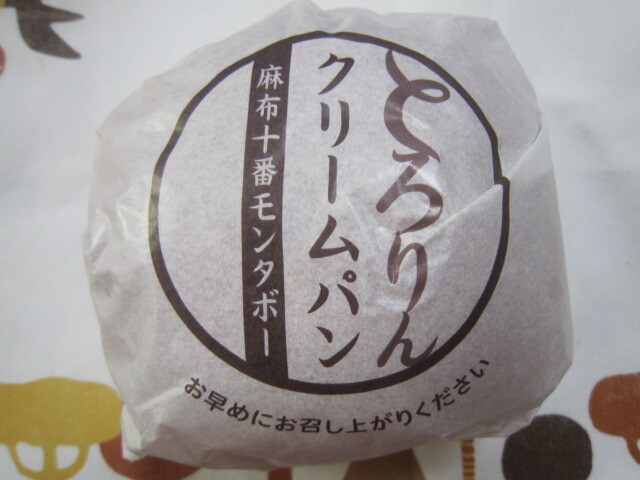 とろりん
クリームパン
麻布十番モンタボー
お早めにお召し上がりください